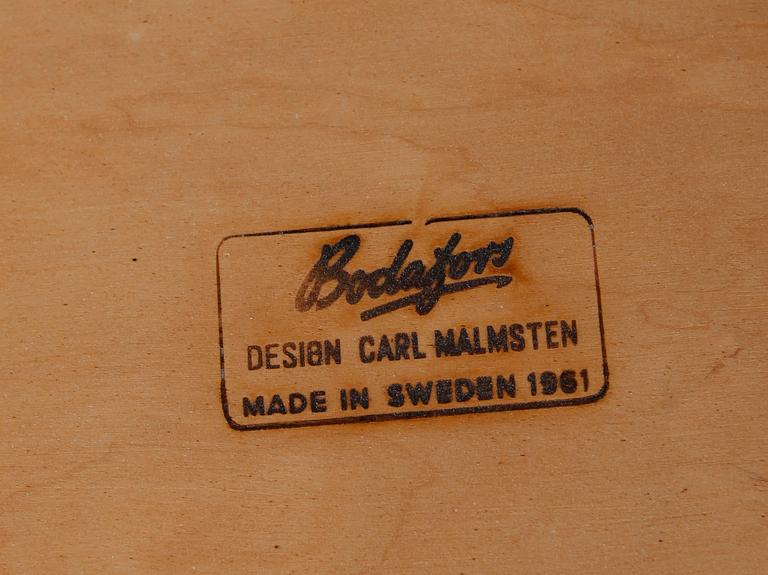 Bodafors
DESIGN CARL MALMSTEN
MADE IN SWEDEN 1961